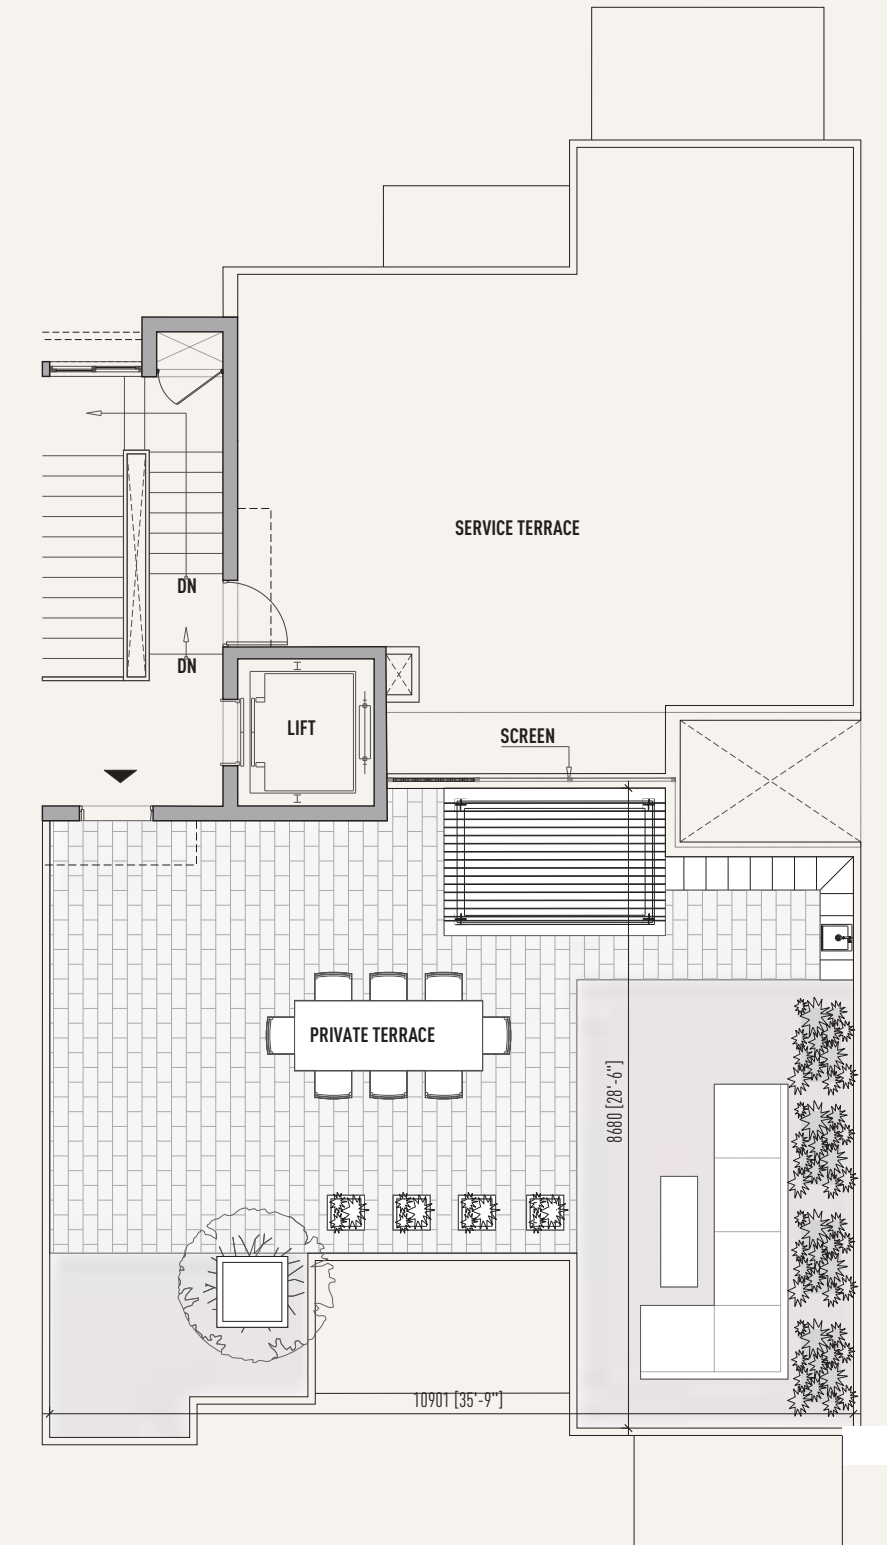 SERVICE TERRACE
DN
DN
LIFT
SCREEN
PRIVATE TERRACE
8680 [28'-6"]
10901 [35'-9"]